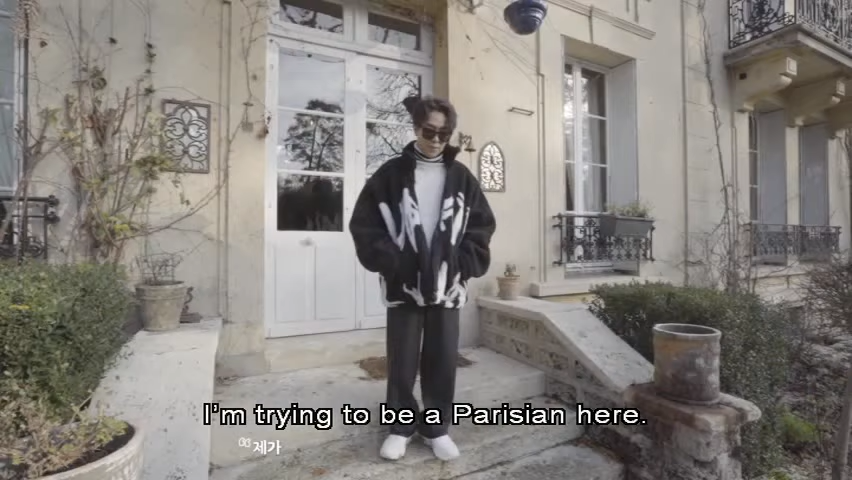 I'm trying to be a Parisian here.
제가